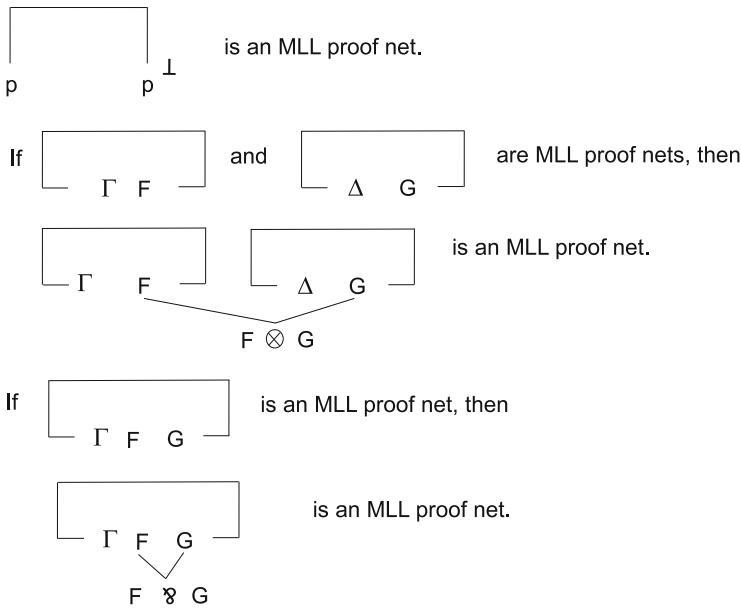 p p⊥ is an MLL proof net.
If Γ F and Δ G are MLL proof nets, then
Γ F Δ G is an MLL proof net.
F ⊗ G
If Γ F G is an MLL proof net, then
Γ F G is an MLL proof net.
F ⅋ G